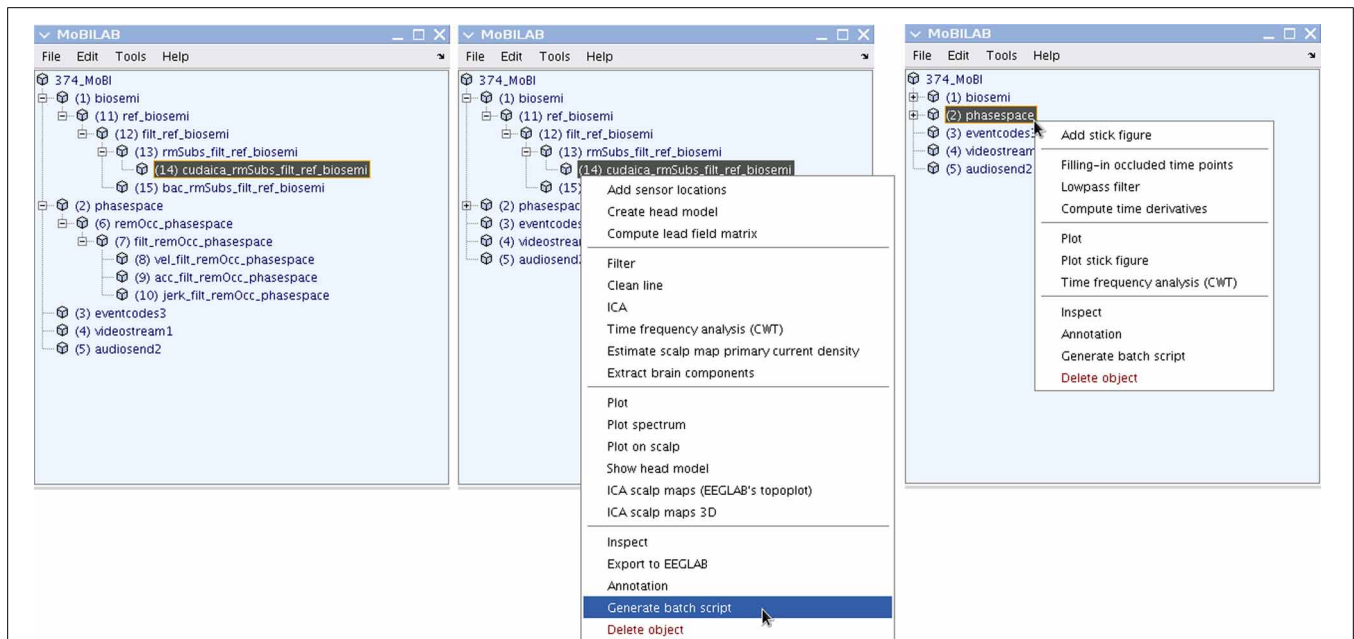 MoBILAB
File Edit Tools Help
374_MoBI
(1) biosemi
(11) ref_biosemi
(12) filt_ref_biosemi
(13) rmSubs_filt_ref_biosemi
(14) cudaica_rmSubs_filt_ref_biosemi
(15) bac_rmSubs_filt_ref_biosemi
(2) phasespace
(6) remOcc_phasespace
(7) filt_remOcc_phasespace
(8) vel_filt_remOcc_phasespace
(9) acc_filt_remOcc_phasespace
(10) jerk_filt_remOcc_phasespace
(3) eventcodes3
(4) videostream1
(5) audiosend2
MoBILAB
File Edit Tools Help
374_MoBI
(1) biosemi
(11) ref_biosemi
(12) filt_ref_biosemi
(13) rmSubs_filt_ref_biosemi
(14) cudaica_rmSubs_filt_ref_biosemi
(15)
(2) phasespac
(3) eventcode
(4) videostrea
(5) audiosend
Add sensor locations
Create head model
Compute lead field matrix
Filter
Clean line
ICA
Time frequency analysis (CWT)
Estimate scalp map primary current density
Extract brain components
Plot
Plot spectrum
Plot on scalp
Show head model
ICA scalp maps (EEGLAB's topoplot)
ICA scalp maps 3D
Inspect
Export to EEGLAB
Annotation
Generate batch script
Delete object
MoBILAB
File Edit Tools Help
374_MoBI
(1) biosemi
(2) phasespace
(3) eventcodes3
(4) videostream
(5) audiosend2
Add stick figure
Filling-in occluded time points
Lowpass filter
Compute time derivatives
Plot
Plot stick figure
Time frequency analysis (CWT)
Inspect
Annotation
Generate batch script
Delete object